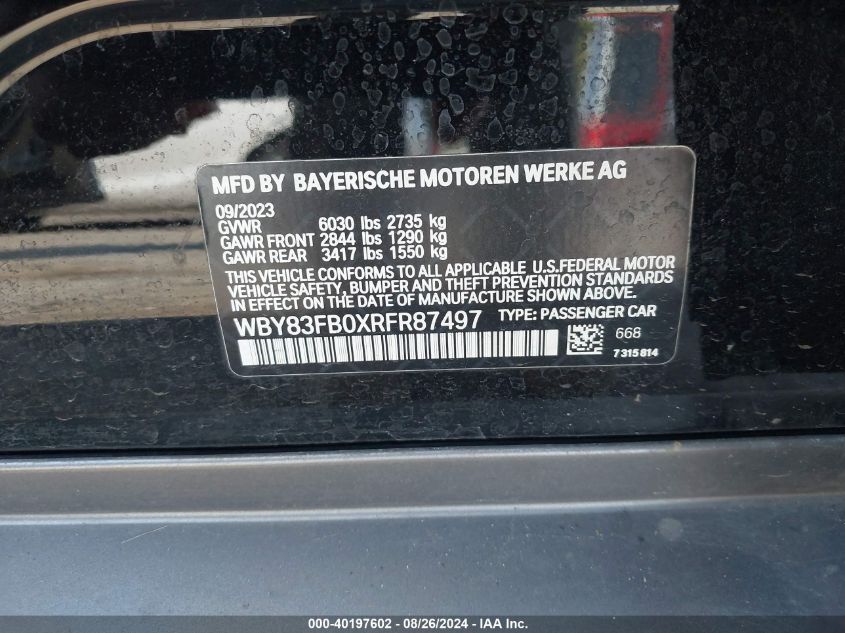 MFD BY BAYERISCHE MOTOREN WERKE AG
09/2023
GVWR 6030 lbs 2735 kg
GAWR FRONT 2844 lbs 1290 kg
GAWR REAR 3417 lbs 1550 kg
THIS VEHICLE CONFORMS TO ALL APPLICABLE U.S.FEDERAL MOTOR
VEHICLE SAFETY, BUMPER AND THEFT PREVENTION STANDARDS
IN EFFECT ON THE DATE OF MANUFACTURE SHOWN ABOVE.
WBY83FB0XRFR87497 TYPE: PASSENGER CAR
668
7315814
000-40197602 - 08/26/2024 - IAA Inc.